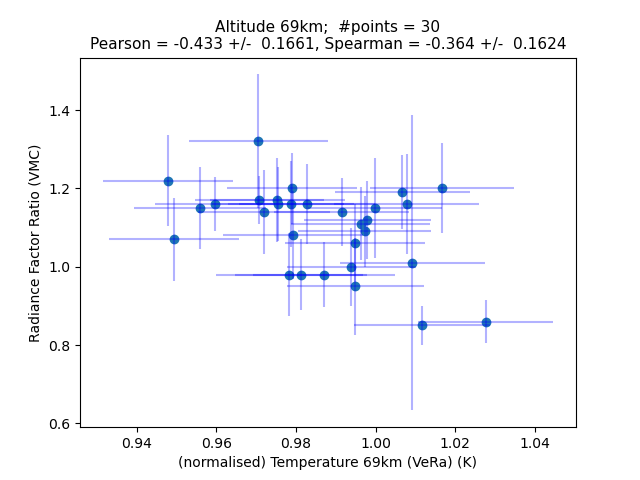 Altitude 69km;  #points = 30
Pearson = -0.433 +/-  0.1661, Spearman = -0.364 +/-  0.1624
1.4
1.2
1.0
0.8
0.6
Radiance Factor Ratio (VMC)
0.94 0.96 0.98 1.00 1.02 1.04
(normalised) Temperature 69km (VeRa) (K)